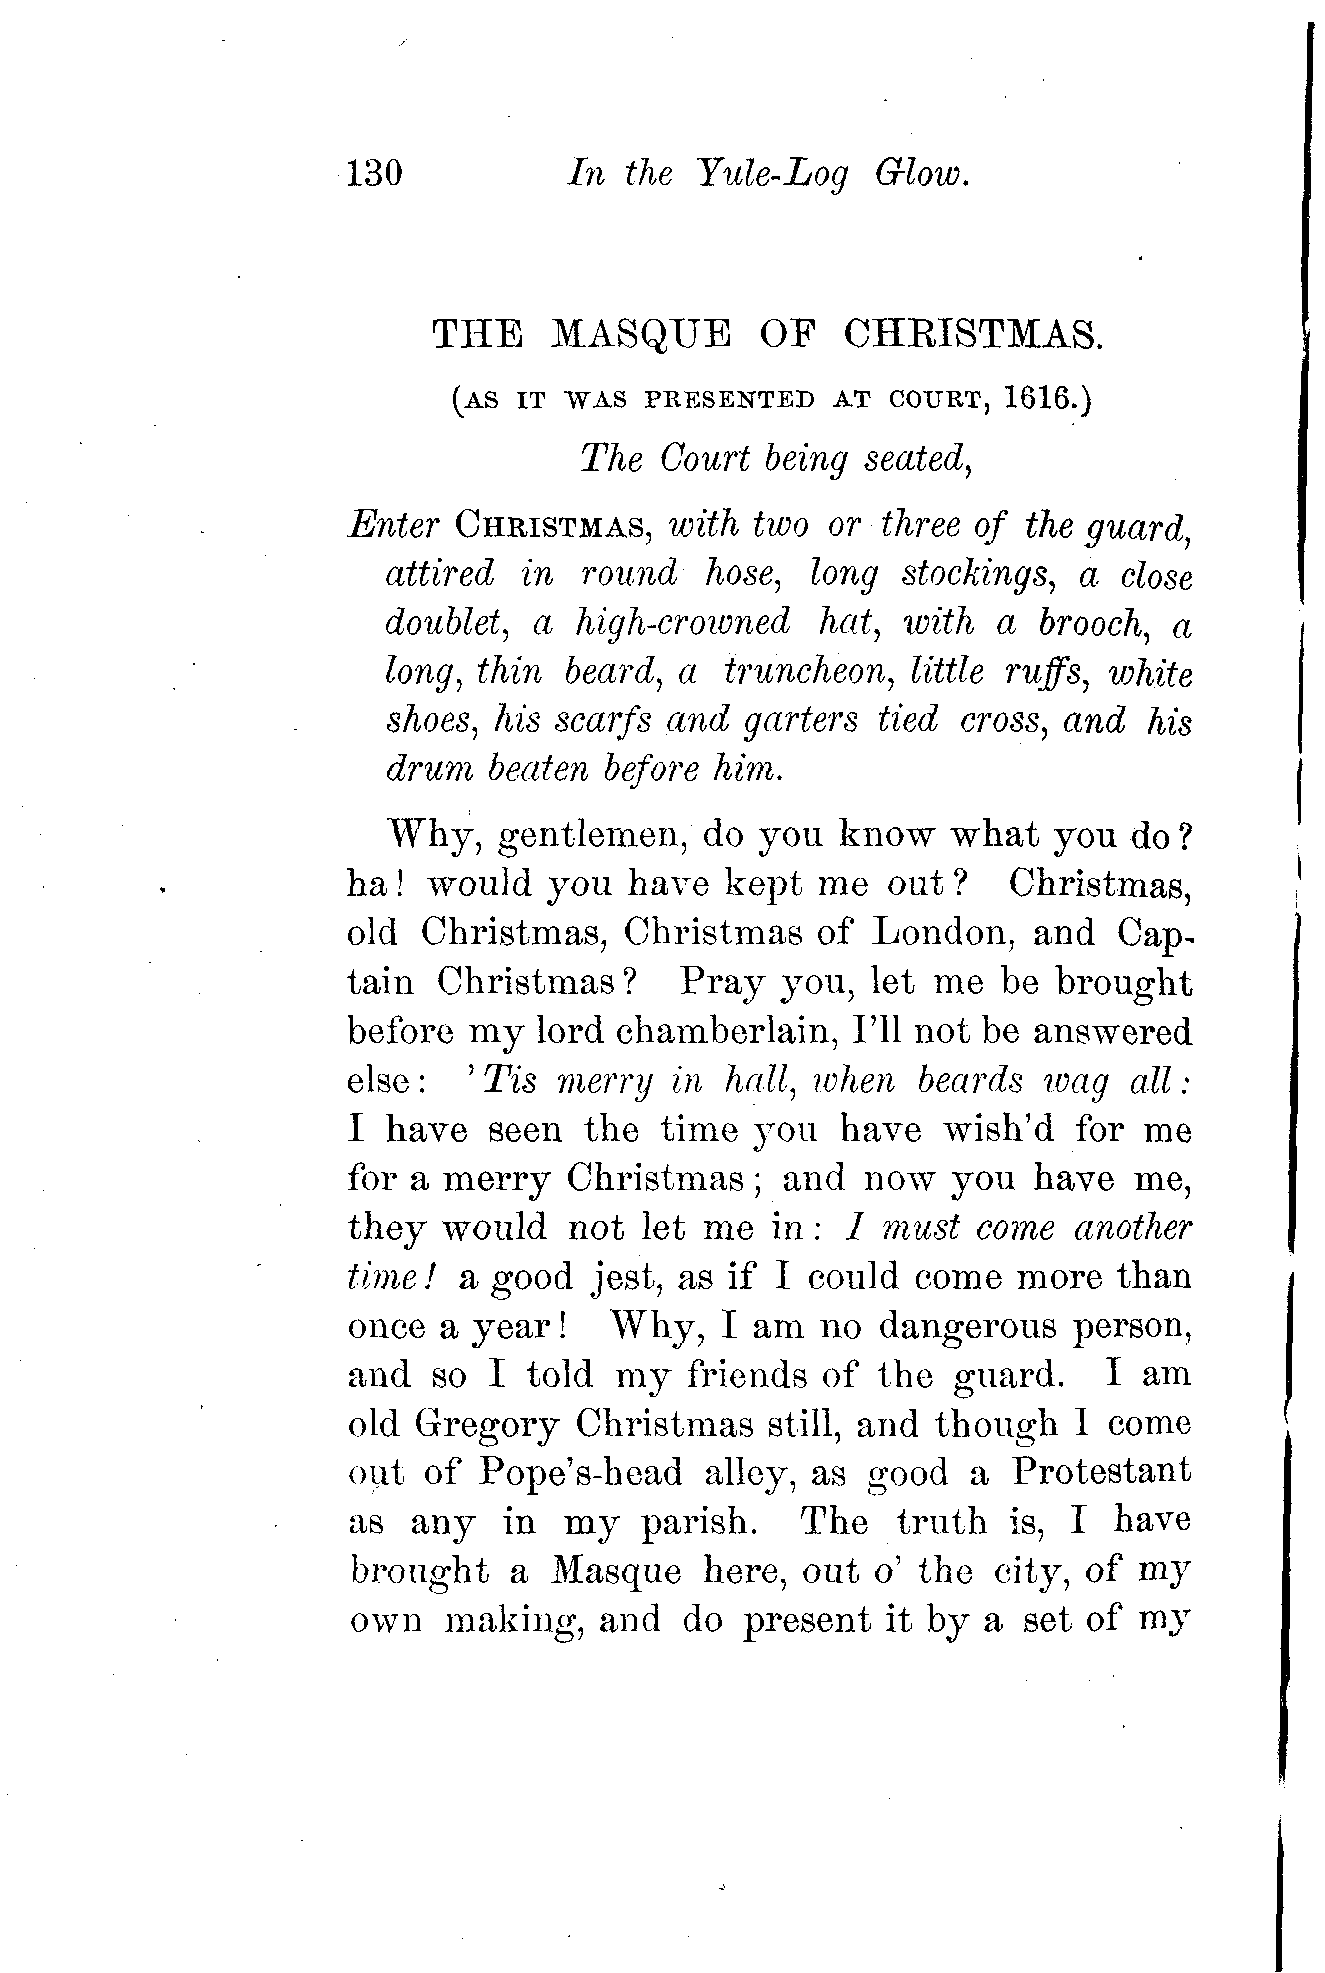 130 In the Yule-Log Glow.
THE MASQUE OF CHRISTMAS.
(AS IT WAS PRESENTED AT COURT, 1616.)
The Court being seated,
Enter CHRISTMAS, with two or three of the guard,
attired in round hose, long stockings, a close
doublet, a high-crowned hat, with a brooch, a
long, thin beard, a truncheon, little ruffs, white
shoes, his scarfs and garters tied cross, and his
drum beaten before him.
Why, gentlemen, do you know what you do?
ha! would you have kept me out? Christmas,
old Christmas, Christmas of London, and Cap-
tain Christmas? Pray you, let me be brought
before my lord chamberlain, I'll not be answered
else: 'Tis merry in hall, when beards wag all:
I have seen the time you have wish'd for me
for a merry Christmas; and now you have me,
they would not let me in: I must come another
time! a good jest, as if I could come more than
once a year! Why, I am no dangerous person,
and so I told my friends of the guard. I am
old Gregory Christmas still, and though I come
out of Pope's-head alley, as good a Protestant
as any in my parish. The truth is, I have
brought a Masque here, out o' the city, of my
own making, and do present it by a set of my